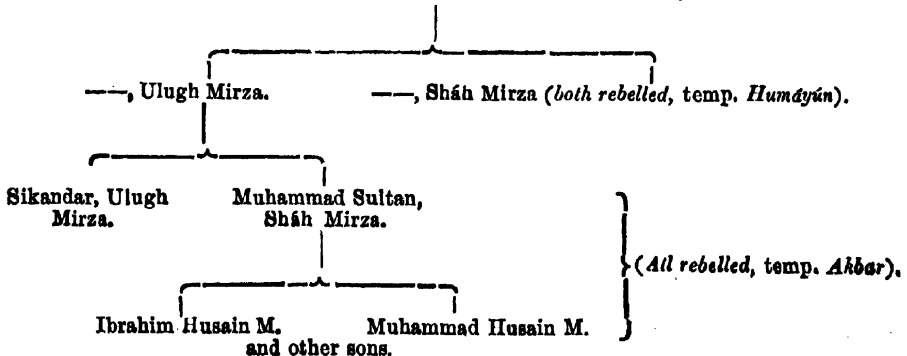 ——, Ulugh Mirza. ——, Sháh Mirza (both rebelled, temp. Humáyún).
Sikandar, Ulugh Mirza.
Muhammad Sultan, Sháh Mirza.
(All rebelled, temp. Akbar).
Ibrahim Husain M. Muhammad Husain M.
and other sons.